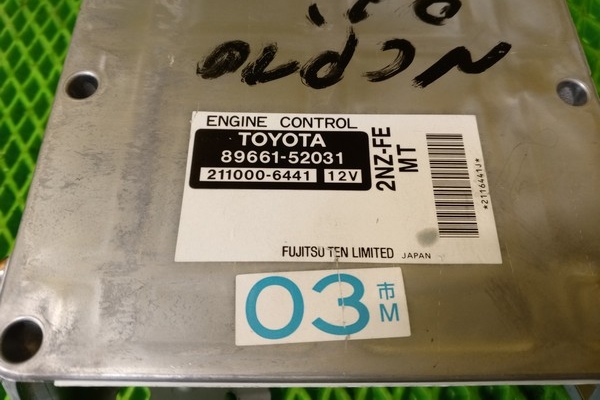 NCP10
ENGINE CONTROL
TOYOTA
89661-52031
211000-6441 12V
2NZ-FE
MT
*2116441J*
FUJITSU TEN LIMITED JAPAN
03 市M